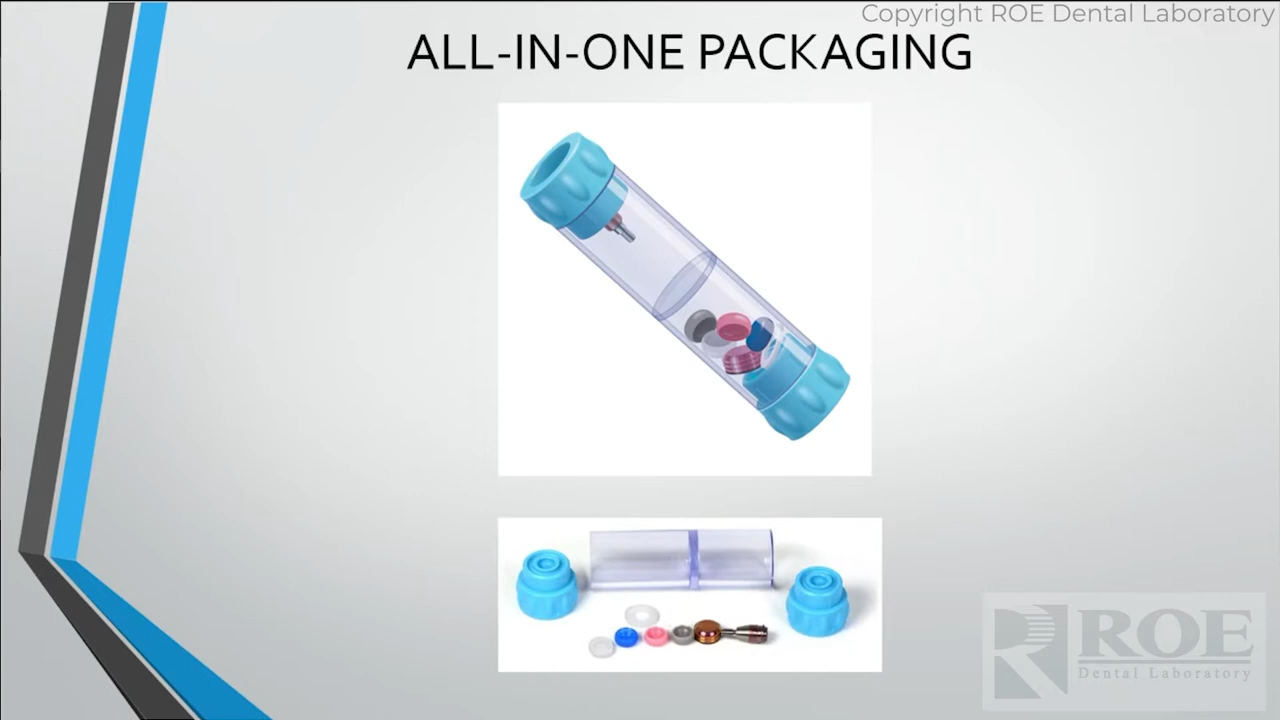 Copyright ROE Dental Laboratory
ALL-IN-ONE PACKAGING
ROE
Dental Laboratory